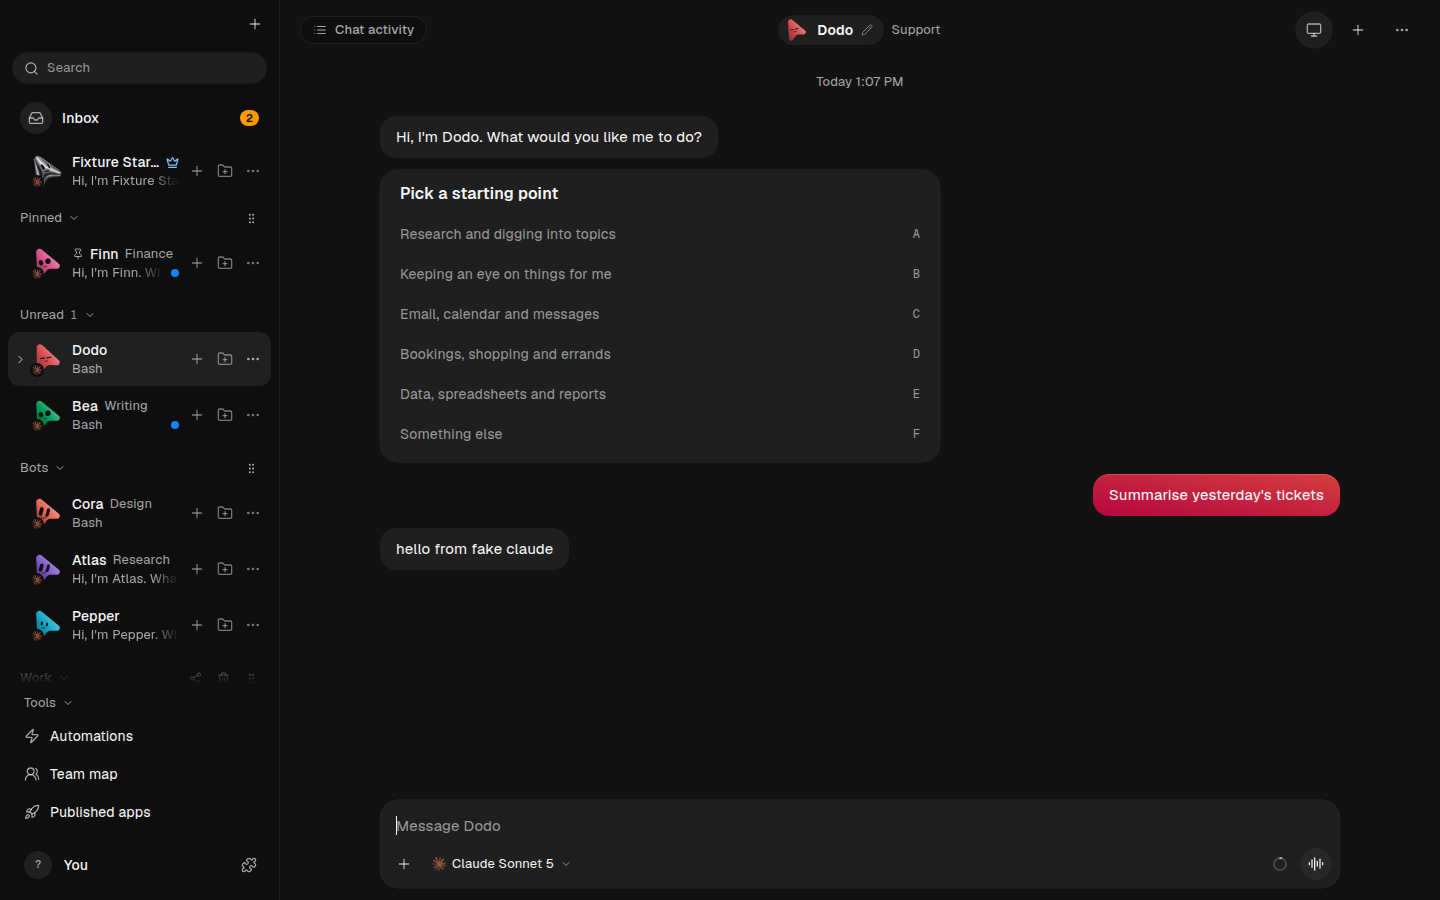 Search
Inbox
2
Fixture Star...
Hi, I'm Fixture Sta
Pinned
Finn Finance
Hi, I'm Finn. Wh
Unread 1
Dodo
Bash
Bea Writing
Bash
Bots
Cora Design
Bash
Atlas Research
Hi, I'm Atlas. Wha
Pepper
Hi, I'm Pepper. Wh
Work
Tools
Automations
Team map
Published apps
? You
Chat activity
Dodo Support
Today 1:07 PM
Hi, I'm Dodo. What would you like me to do?
Pick a starting point
Research and digging into topics A
Keeping an eye on things for me B
Email, calendar and messages C
Bookings, shopping and errands D
Data, spreadsheets and reports E
Something else F
Summarise yesterday's tickets
hello from fake claude
Message Dodo
Claude Sonnet 5